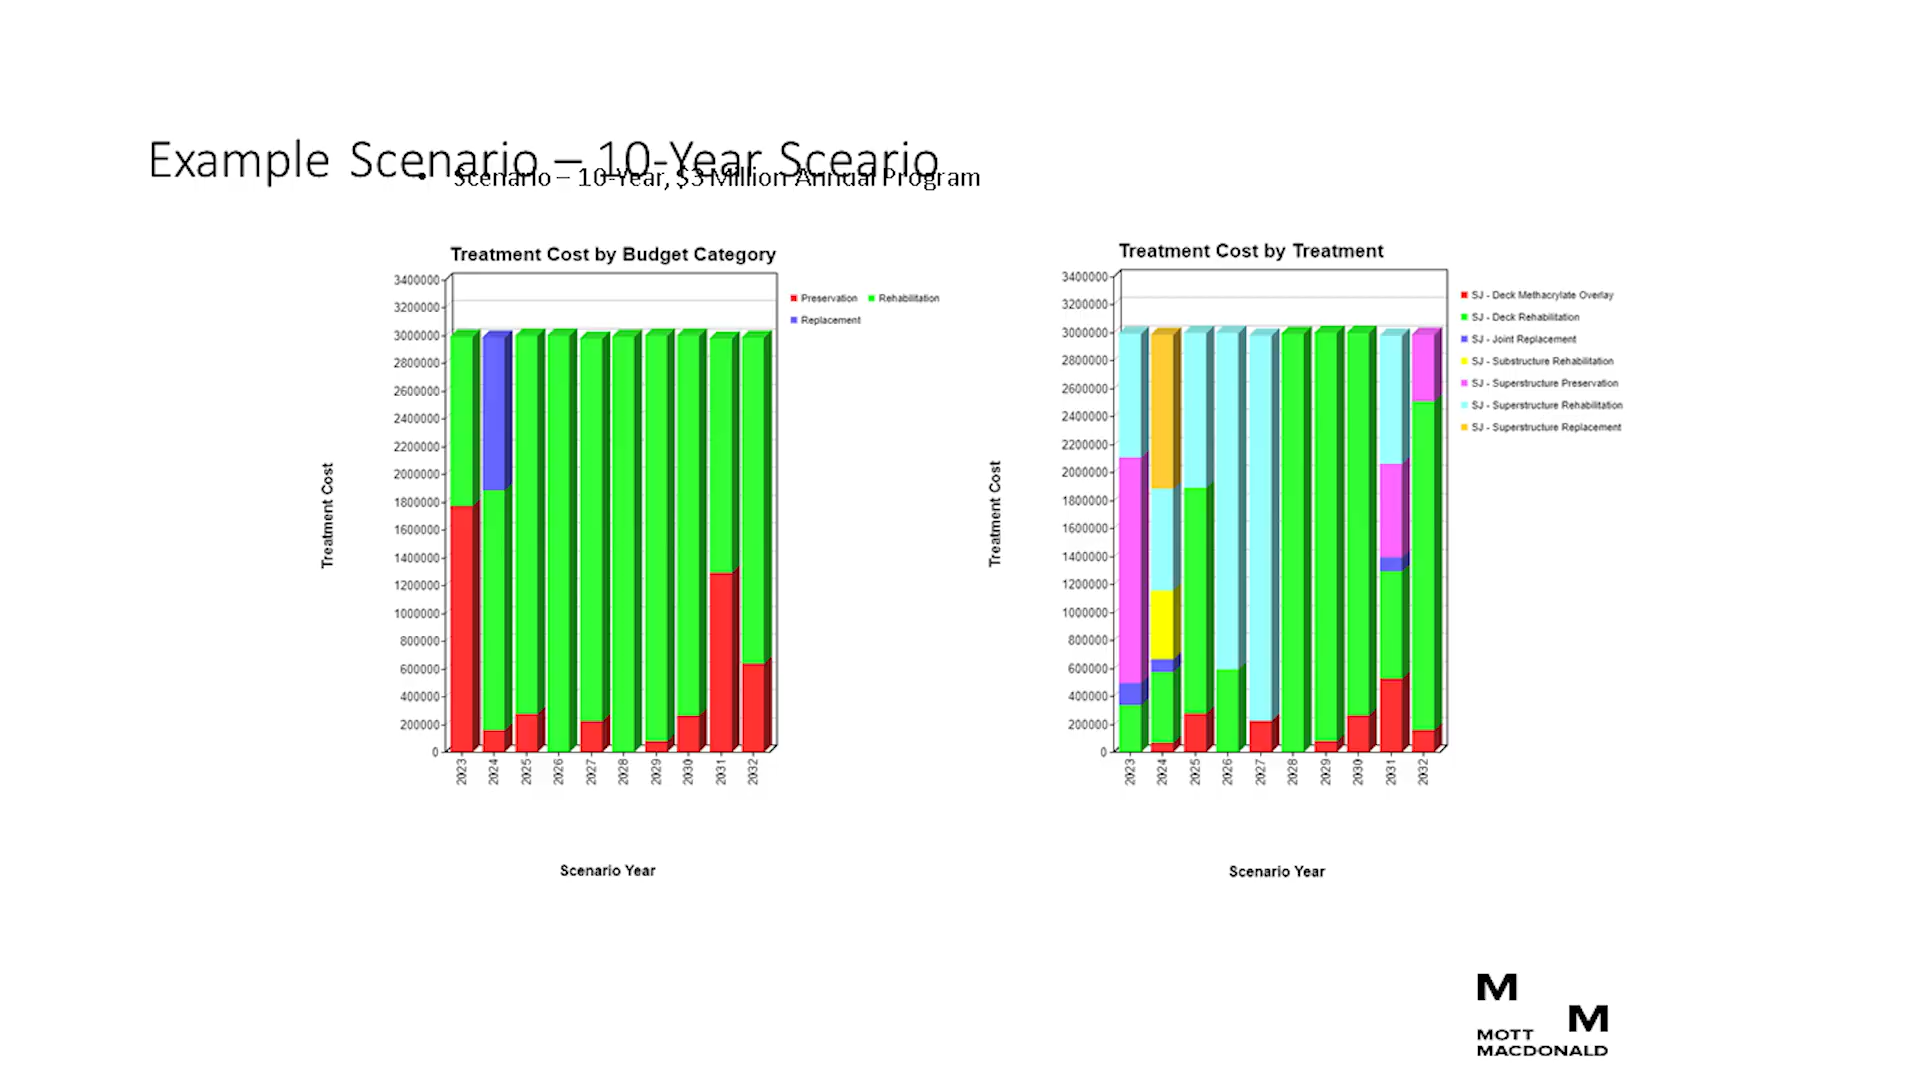 Example Scenario – 10-Year Sceario
• Scenario – 10-Year, $3 Million Annual Program
Treatment Cost by Budget Category
3400000
3200000
3000000
2800000
2600000
2400000
2200000
2000000
1800000
1600000
1400000
1200000
1000000
800000
600000
400000
200000
0
Treatment Cost
2023
2024
2025
2026
2027
2028
2029
2030
2031
2032
Scenario Year
Preservation
Rehabilitation
Replacement
Treatment Cost by Treatment
3400000
3200000
3000000
2800000
2600000
2400000
2200000
2000000
1800000
1600000
1400000
1200000
1000000
800000
600000
400000
200000
0
Treatment Cost
2023
2024
2025
2026
2027
2028
2029
2030
2031
2032
Scenario Year
SJ - Deck Methacrylate Overlay
SJ - Deck Rehabilitation
SJ - Joint Replacement
SJ - Substructure Rehabilitation
SJ - Superstructure Preservation
SJ - Superstructure Rehabilitation
SJ - Superstructure Replacement
M
M
MOTT
MACDONALD